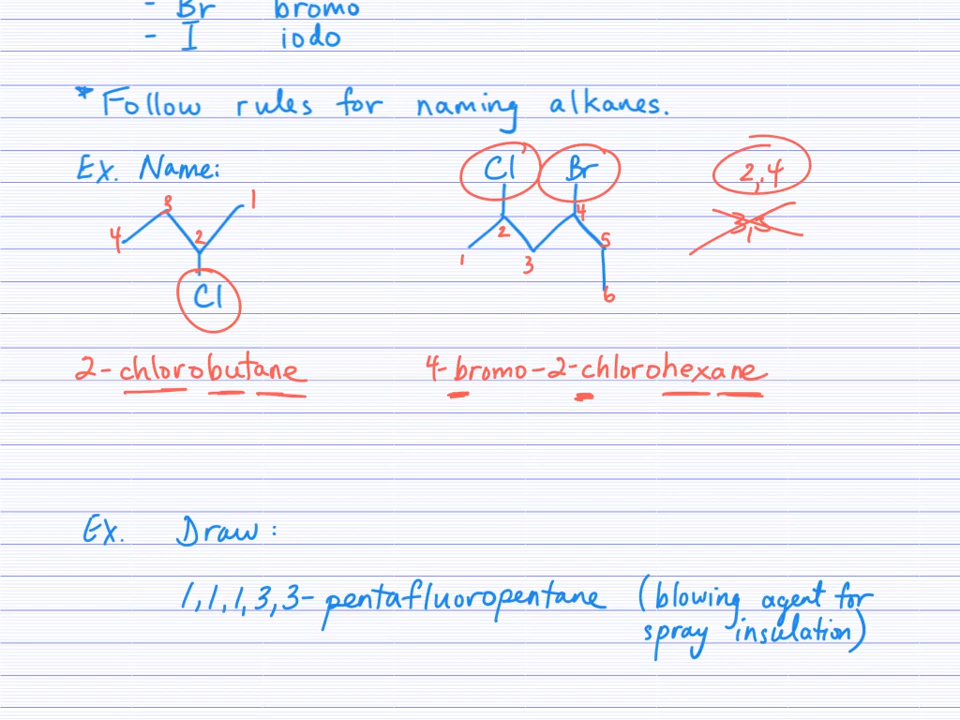 - Br bromo
- I iodo
* Follow rules for naming alkanes.
Ex. Name:
Cl Br 2,4
3 1
4 2
Cl
4
2 5
1 3
6
2-chlorobutane 4-bromo-2-chlorohexane
Ex. Draw:
1,1,1,3,3-pentafluoropentane (blowing agent for
spray insulation)